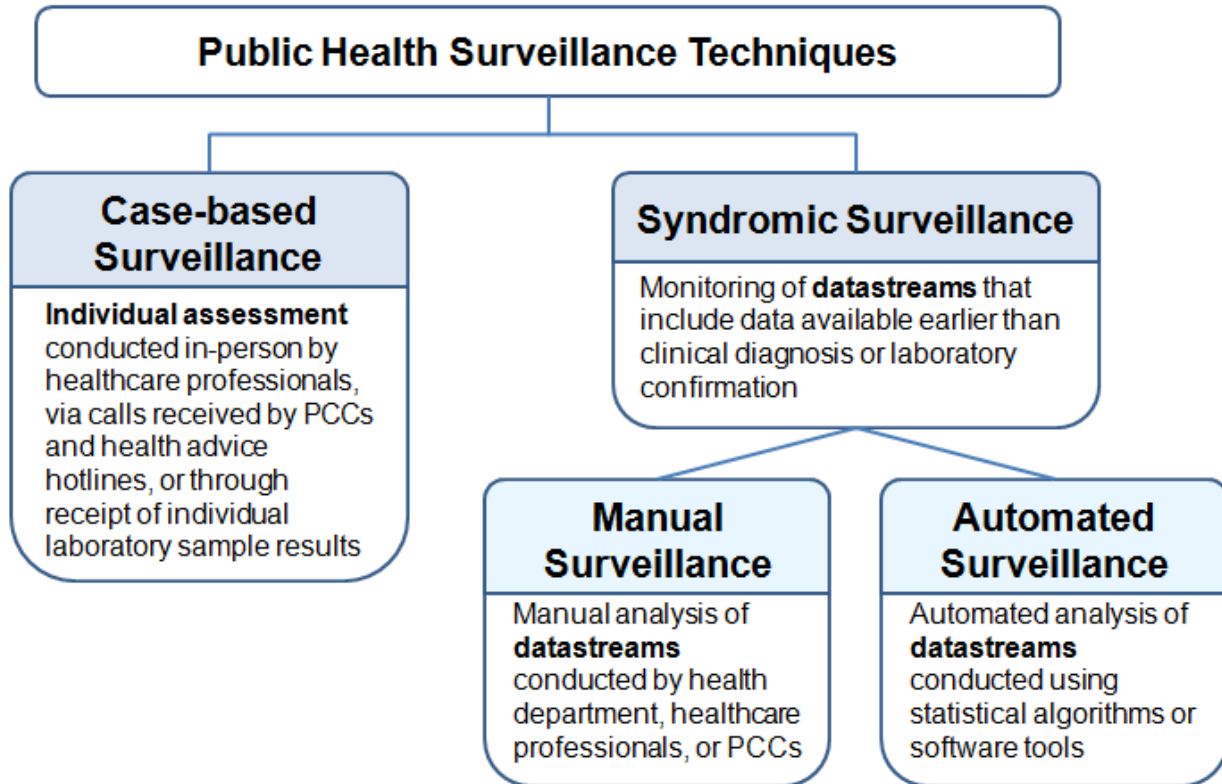 Public Health Surveillance Techniques
Case-based
Surveillance
Individual assessment
conducted in-person by
healthcare professionals,
via calls received by PCCs
and health advice
hotlines, or through
receipt of individual
laboratory sample results
Syndromic Surveillance
Monitoring of datastreams that
include data available earlier than
clinical diagnosis or laboratory
confirmation
Manual
Surveillance
Manual analysis of
datastreams
conducted by health
department, healthcare
professionals, or PCCs
Automated
Surveillance
Automated analysis of
datastreams
conducted using
statistical algorithms or
software tools